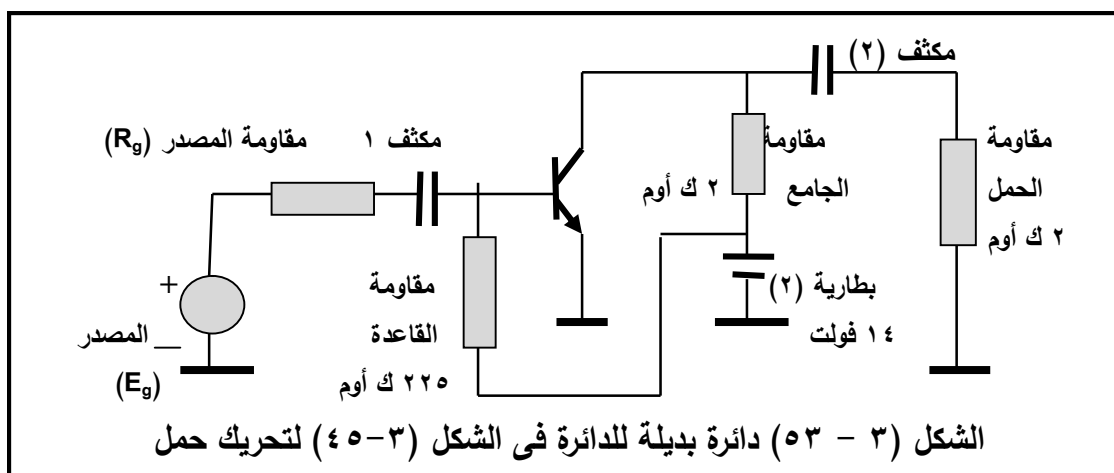 مكثف (٢)
مقاومة المصدر (Rg)
مكثف ١
مقاومة
الجامع
٢ ك أوم
مقاومة
الحمل
٢ ك أوم
+
_
المصدر
(Eg)
مقاومة
القاعدة
٢٢٥ ك أوم
بطارية (٢)
١٤ فولت
الشكل (٣ - ٥٣) دائرة بديلة للدائرة فى الشكل (٣-٤٥) لتحريك حمل